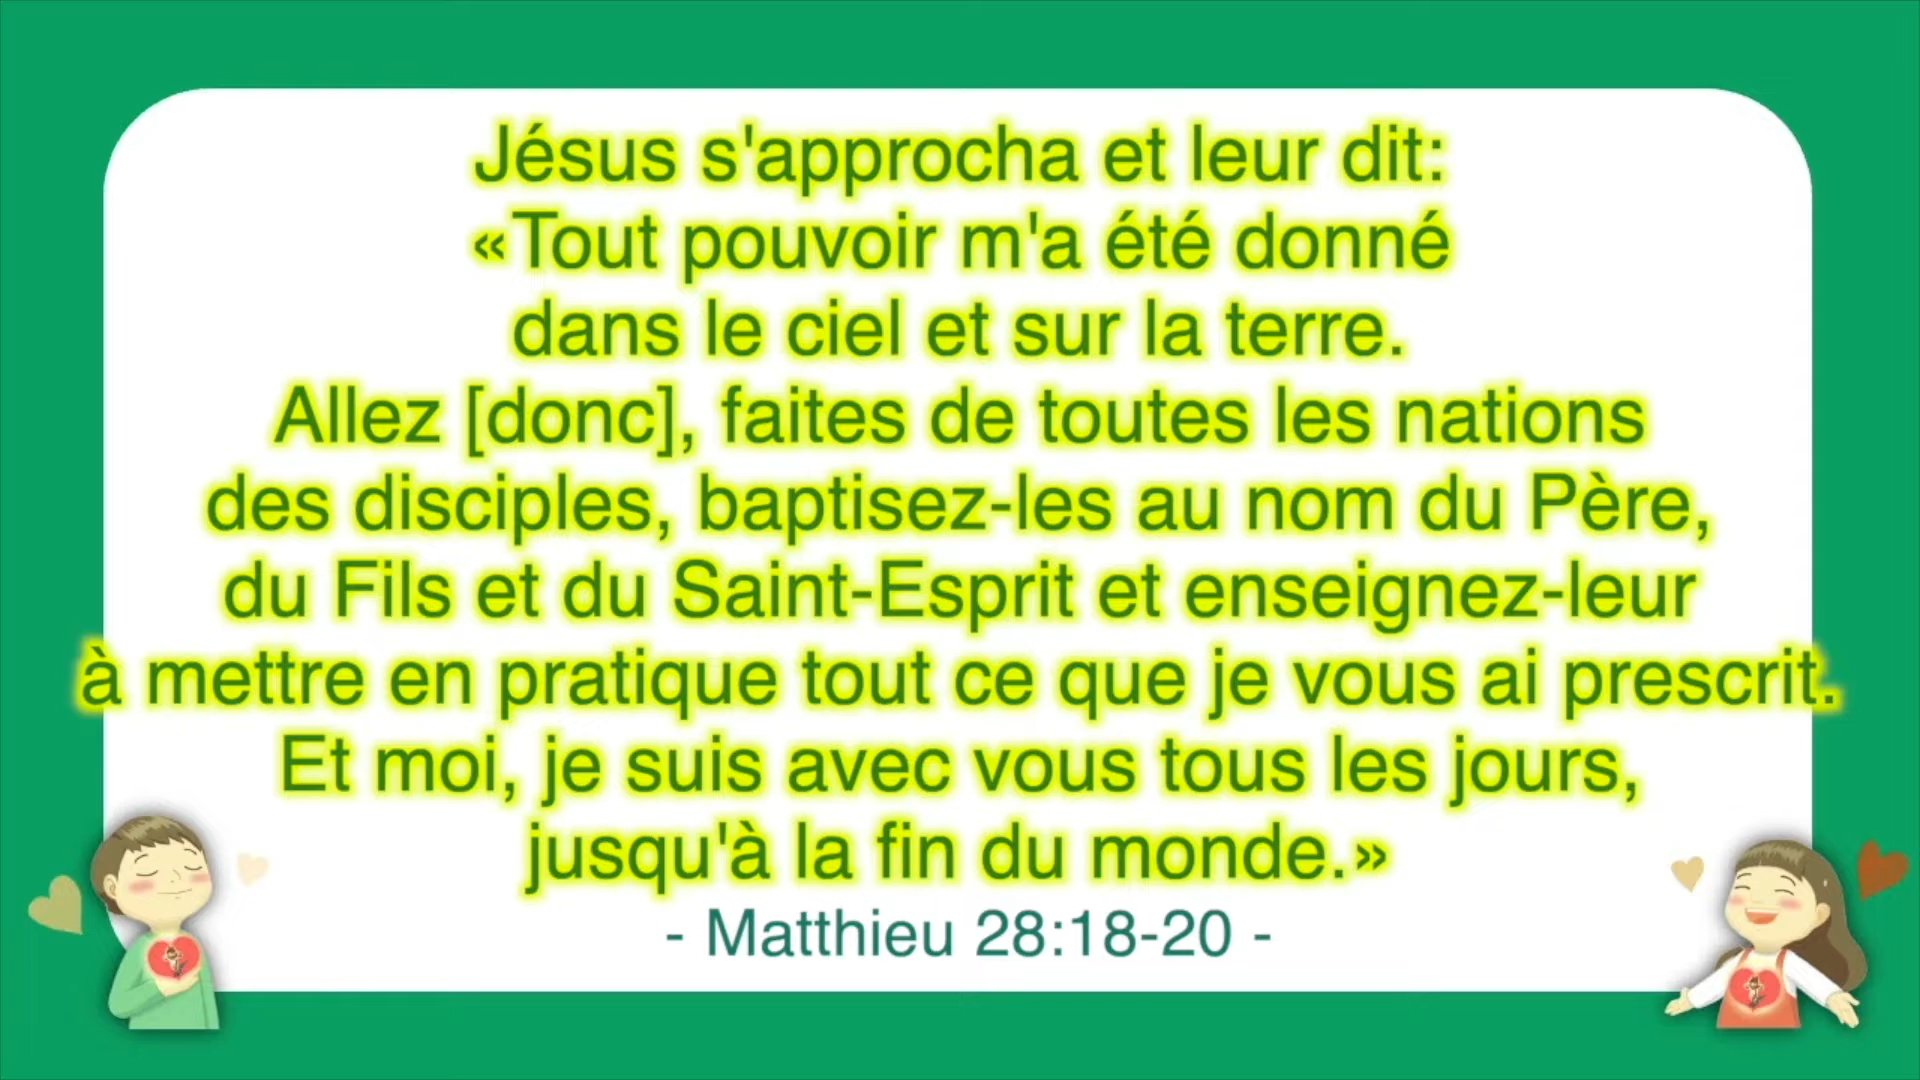 Jésus s'approcha et leur dit:
«Tout pouvoir m'a été donné
dans le ciel et sur la terre.
Allez [donc], faites de toutes les nations
des disciples, baptisez-les au nom du Père,
du Fils et du Saint-Esprit et enseignez-leur
à mettre en pratique tout ce que je vous ai prescrit.
Et moi, je suis avec vous tous les jours,
jusqu'à la fin du monde.»
- Matthieu 28:18-20 -